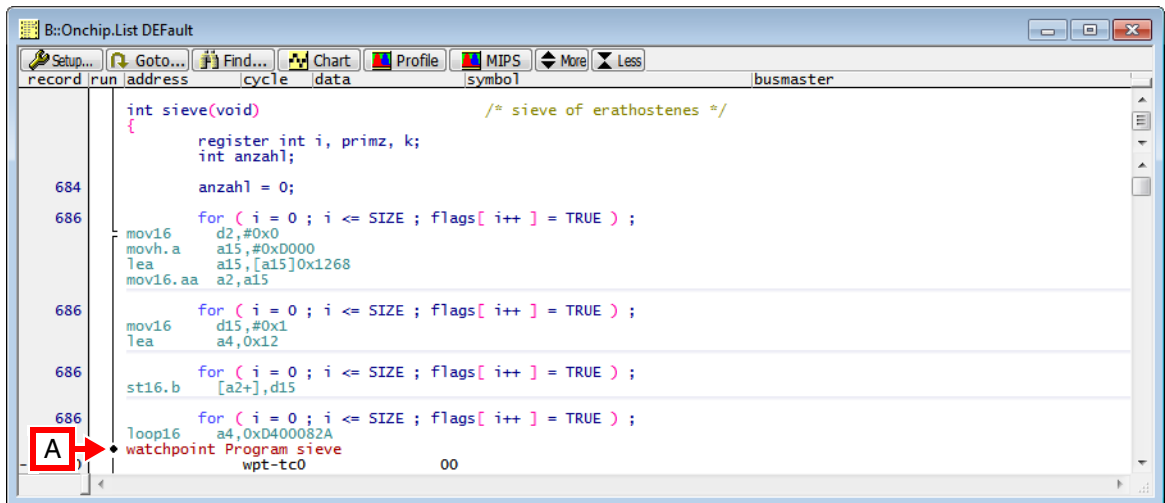 B::Onchip.List DEFault
Setup... Goto... Find... Chart Profile MIPS More Less
record run address cycle data symbol busmaster
int sieve(void) /* sieve of erathostenes */
{
register int i, primz, k;
int anzahl;
684 anzahl = 0;
686 for ( i = 0 ; i <= SIZE ; flags[ i++ ] = TRUE ) ;
mov16 d2,#0x0
movh.a a15,#0xD000
lea a15,[a15]0x1268
mov16.aa a2,a15
686 for ( i = 0 ; i <= SIZE ; flags[ i++ ] = TRUE ) ;
mov16 d15,#0x1
lea a4,0x12
686 for ( i = 0 ; i <= SIZE ; flags[ i++ ] = TRUE ) ;
st16.b [a2+],d15
686 for ( i = 0 ; i <= SIZE ; flags[ i++ ] = TRUE ) ;
loop16 a4,0xD400082A
A watchpoint Program sieve
wpt-tc0 00